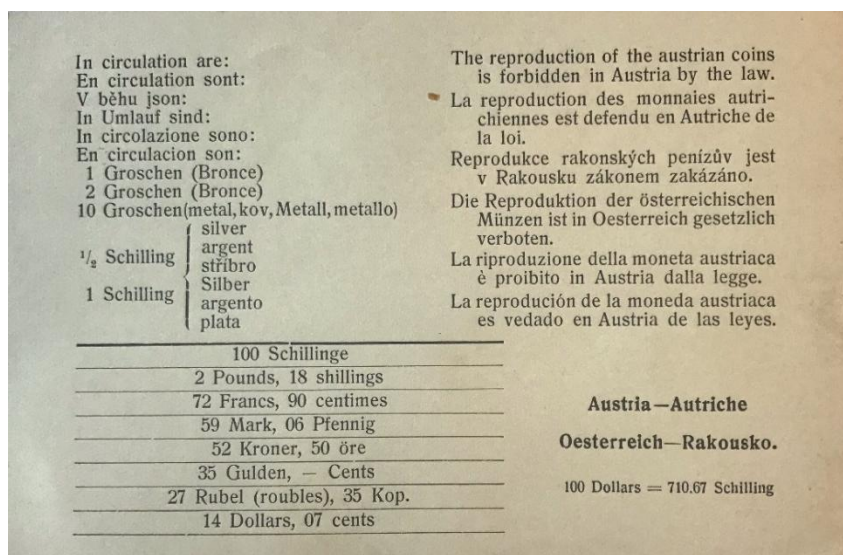 In circulation are:
En circulation sont:
V běhu json:
In Umlauf sind:
In circolazione sono:
En circulacion son:
1 Groschen (Bronce)
2 Groschen (Bronce)
10 Groschen(metal, kov, Metall, metallo)
silver
argent
½ Schilling
stříbro
Silber
1 Schilling
argento
plata
The reproduction of the austrian coins
is forbidden in Austria by the law.
La reproduction des monnaies autri-
chiennes est defendu en Autriche de
la loi.
Reprodukce rakonských penízův jest
v Rakousku zákonem zakázáno.
Die Reproduktion der österreichischen
Münzen ist in Oesterreich gesetzlich
verboten.
La riproduzione della moneta austriaca
è proibito in Austria dalla legge.
La reprodución de la moneda austriaca
es vedado en Austria de las leyes.
100 Schillinge
2 Pounds, 18 shillings
72 Francs, 90 centimes
59 Mark, 06 Pfennig
52 Kroner, 50 öre
35 Gulden, — Cents
27 Rubel (roubles), 35 Kop.
14 Dollars, 07 cents
Austria—Autriche
Oesterreich—Rakousko.
100 Dollars = 710.67 Schilling